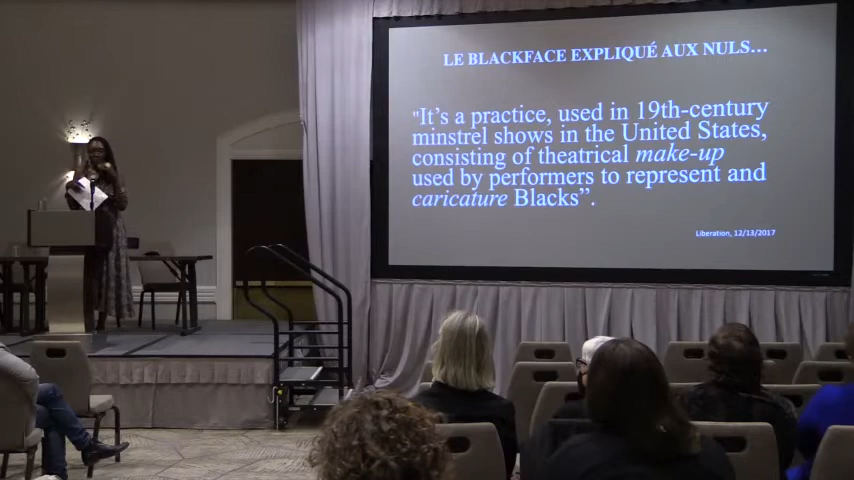 LE BLACKFACE EXPLIQUÉ AUX NULS…
"It's a practice, used in 19th-century
minstrel shows in the United States,
consisting of theatrical make-up
used by performers to represent and
caricature Blacks”.
Liberation, 12/13/2017